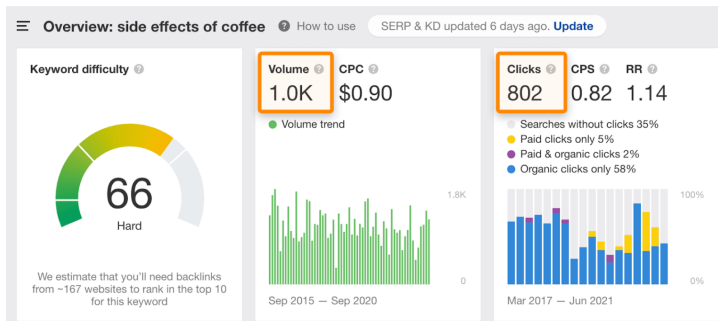 Overview: side effects of coffee ? How to use SERP & KD updated 6 days ago. Update
Keyword difficulty ?
66
Hard
We estimate that you'll need backlinks
from ~167 websites to rank in the top 10
for this keyword
Volume ? CPC ?
1.0K $0.90
Volume trend
1.8K
0
Sep 2015 — Sep 2020
Clicks ? CPS ? RR ?
802 0.82 1.14
Searches without clicks 35%
Paid clicks only 5%
Paid & organic clicks 2%
Organic clicks only 58%
100%
0%
Mar 2017 — Jun 2021